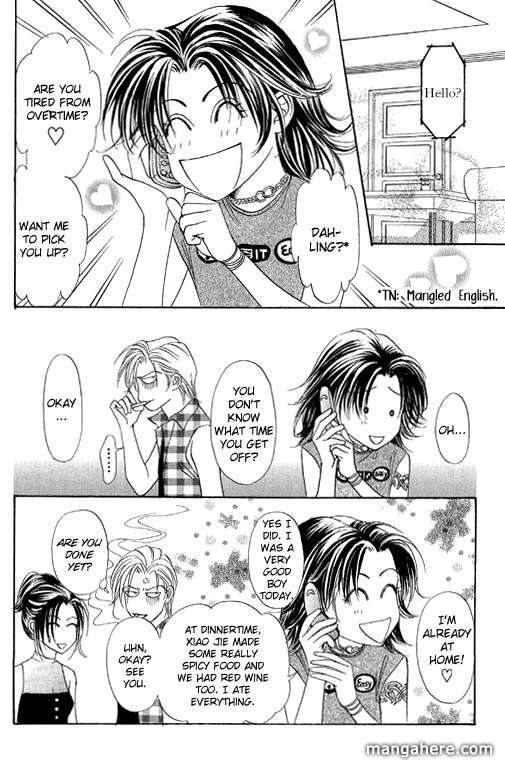 Hello?
ARE YOU
TIRED FROM
OVERTIME?
♡
WANT ME
TO PICK
YOU UP?
DAH-
LING?*
*TN: Mangled English.
OH...
YOU
DON'T
KNOW
WHAT TIME
YOU GET
OFF?
OKAY
...
I'M
ALREADY
AT
HOME!
♡
YES I
DID. I
WAS A
VERY
GOOD
BOY
TODAY.
AT DINNERTIME,
XIAO JIE MADE
SOME REALLY
SPICY FOOD AND
WE HAD RED WINE
TOO. I ATE
EVERYTHING.
UHN,
OKAY?
SEE
YOU.
ARE YOU
DONE
YET?
mangahere.com